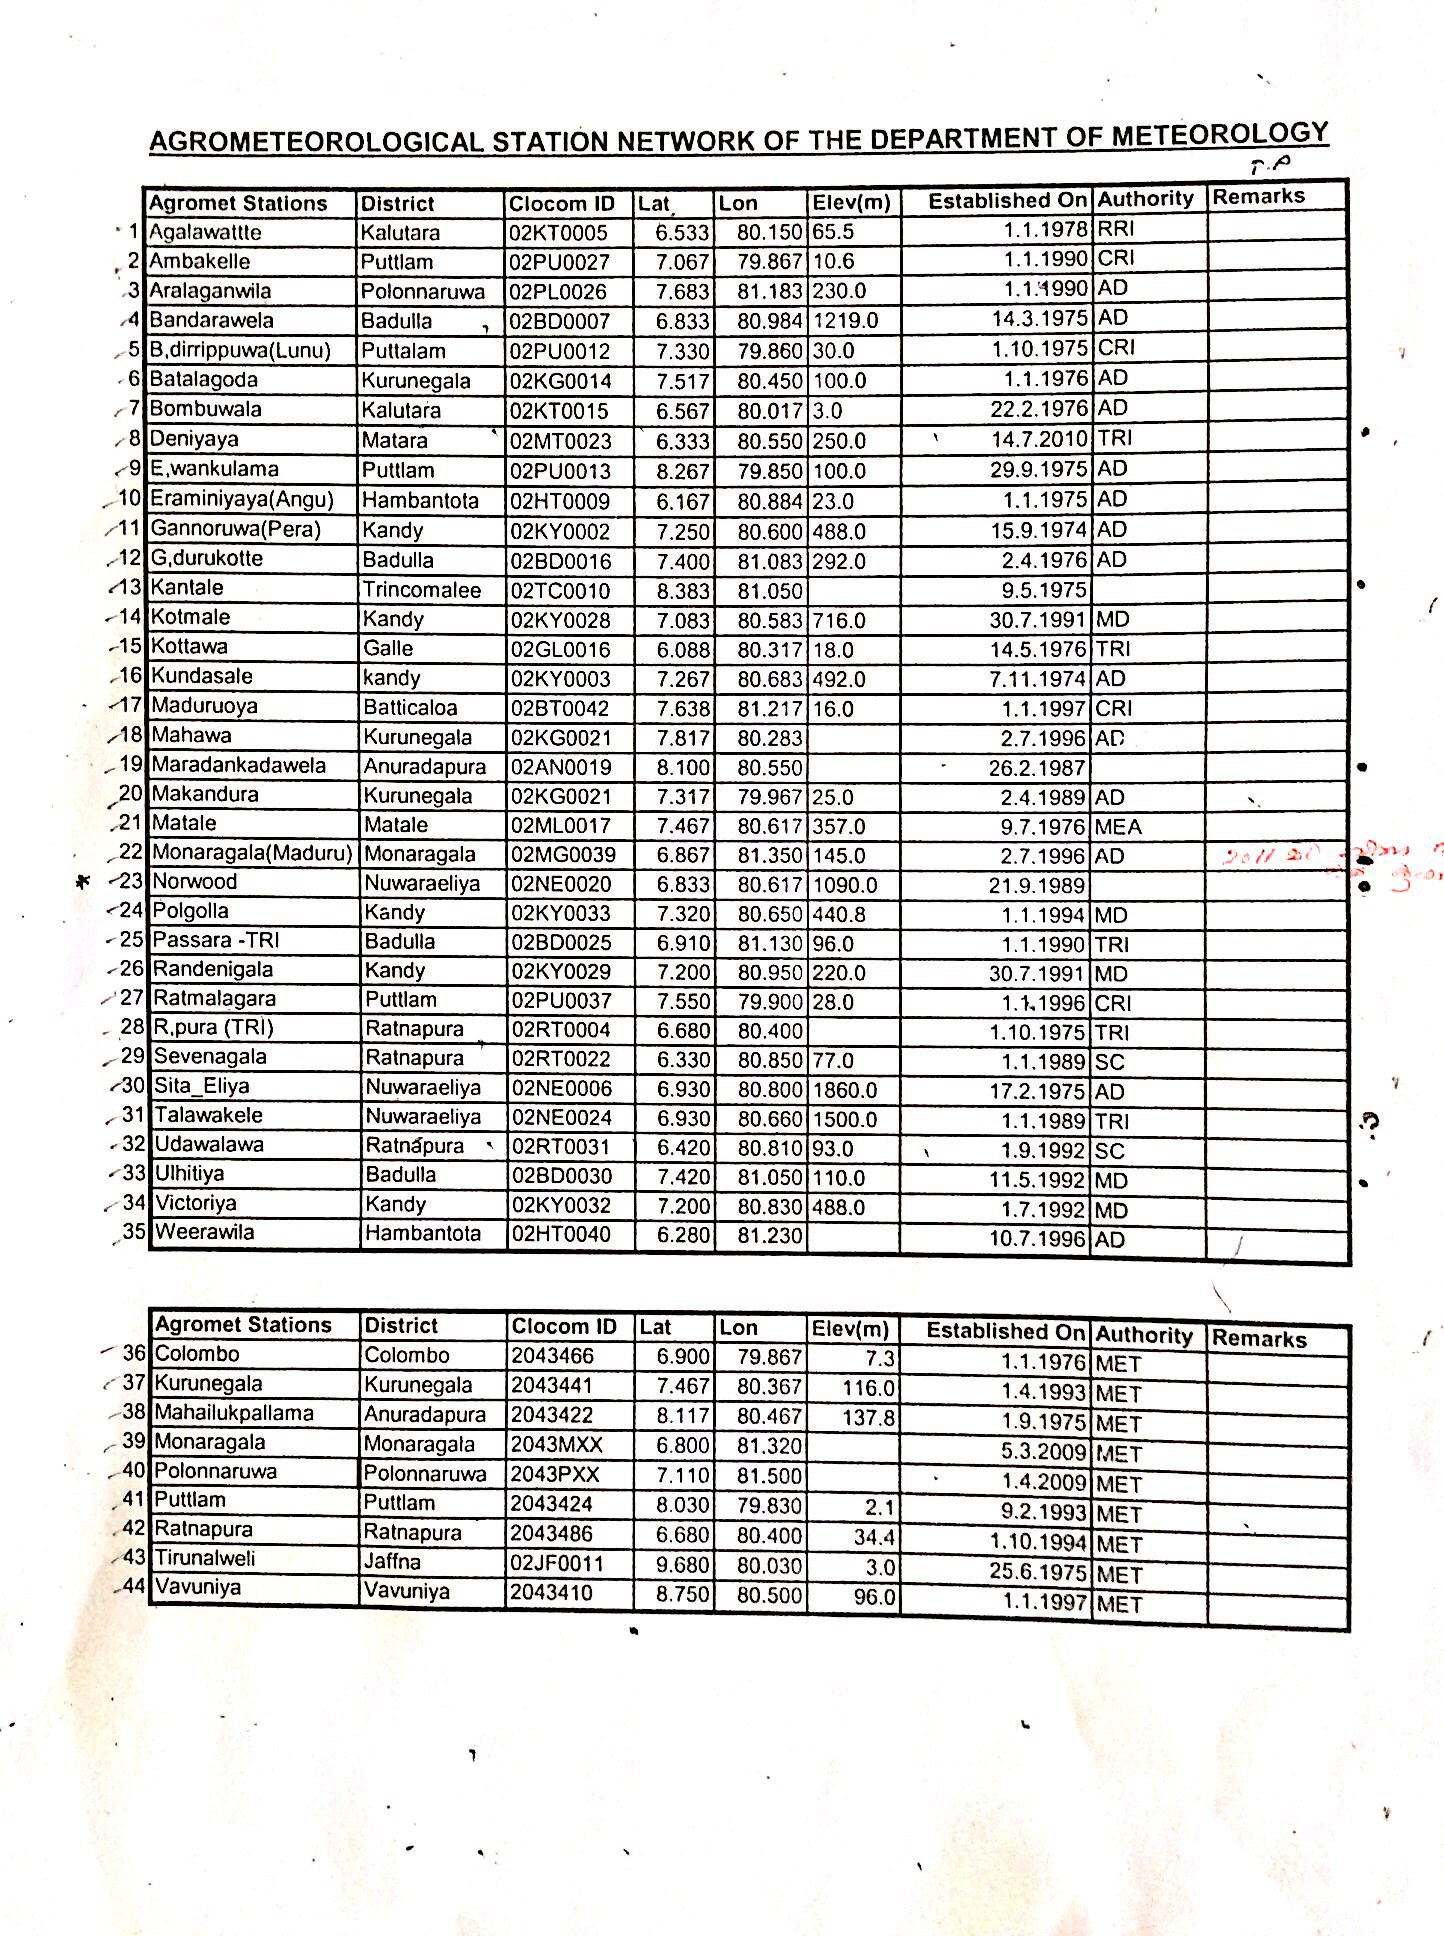 AGROMETEOROLOGICAL STATION NETWORK OF THE DEPARTMENT OF METEOROLOGY
T.P
Agromet Stations District Clocom ID Lat Lon Elev(m) Established On Authority Remarks
1 Agalawattte Kalutara 02KT0005 6.533 80.150 65.5 1.1.1978 RRI
2 Ambakelle Puttlam 02PU0027 7.067 79.867 10.6 1.1.1990 CRI
3 Aralaganwila Polonnaruwa 02PL0026 7.683 81.183 230.0 1.1.1990 AD
4 Bandarawela Badulla 02BD0007 6.833 80.984 1219.0 14.3.1975 AD
5 B,dirrippuwa(Lunu) Puttalam 02PU0012 7.330 79.860 30.0 1.10.1975 CRI
6 Batalagoda Kurunegala 02KG0014 7.517 80.450 100.0 1.1.1976 AD
7 Bombuwala Kalutara 02KT0015 6.567 80.017 3.0 22.2.1976 AD
8 Deniyaya Matara 02MT0023 6.333 80.550 250.0 14.7.2010 TRI
9 E,wankulama Puttlam 02PU0013 8.267 79.850 100.0 29.9.1975 AD
10 Eraminiyaya(Angu) Hambantota 02HT0009 6.167 80.884 23.0 1.1.1975 AD
11 Gannoruwa(Pera) Kandy 02KY0002 7.250 80.600 488.0 15.9.1974 AD
12 G,durukotte Badulla 02BD0016 7.400 81.083 292.0 2.4.1976 AD
13 Kantale Trincomalee 02TC0010 8.383 81.050 9.5.1975
14 Kotmale Kandy 02KY0028 7.083 80.583 716.0 30.7.1991 MD
15 Kottawa Galle 02GL0016 6.088 80.317 18.0 14.5.1976 TRI
16 Kundasale kandy 02KY0003 7.267 80.683 492.0 7.11.1974 AD
17 Maduruoya Batticaloa 02BT0042 7.638 81.217 16.0 1.1.1997 CRI
18 Mahawa Kurunegala 02KG0021 7.817 80.283 2.7.1996 AD
19 Maradankadawela Anuradapura 02AN0019 8.100 80.550 26.2.1987
20 Makandura Kurunegala 02KG0021 7.317 79.967 25.0 2.4.1989 AD
21 Matale Matale 02ML0017 7.467 80.617 357.0 9.7.1976 MEA
22 Monaragala(Maduru) Monaragala 02MG0039 6.867 81.350 145.0 2.7.1996 AD 2011
* 23 Norwood Nuwaraeliya 02NE0020 6.833 80.617 1090.0 21.9.1989
24 Polgolla Kandy 02KY0033 7.320 80.650 440.8 1.1.1994 MD
25 Passara -TRI Badulla 02BD0025 6.910 81.130 96.0 1.1.1990 TRI
26 Randenigala Kandy 02KY0029 7.200 80.950 220.0 30.7.1991 MD
27 Ratmalagara Puttlam 02PU0037 7.550 79.900 28.0 1.1.1996 CRI
28 R,pura (TRI) Ratnapura 02RT0004 6.680 80.400 1.10.1975 TRI
29 Sevenagala Ratnapura 02RT0022 6.330 80.850 77.0 1.1.1989 SC
30 Sita_Eliya Nuwaraeliya 02NE0006 6.930 80.800 1860.0 17.2.1975 AD
31 Talawakele Nuwaraeliya 02NE0024 6.930 80.660 1500.0 1.1.1989 TRI
32 Udawalawa Ratnapura 02RT0031 6.420 80.810 93.0 1.9.1992 SC
33 Ulhitiya Badulla 02BD0030 7.420 81.050 110.0 11.5.1992 MD
34 Victoriya Kandy 02KY0032 7.200 80.830 488.0 1.7.1992 MD
35 Weerawila Hambantota 02HT0040 6.280 81.230 10.7.1996 AD
Agromet Stations District Clocom ID Lat Lon Elev(m) Established On Authority Remarks
36 Colombo Colombo 2043466 6.900 79.867 7.3 1.1.1976 MET
37 Kurunegala Kurunegala 2043441 7.467 80.367 116.0 1.4.1993 MET
38 Mahailukpallama Anuradapura 2043422 8.117 80.467 137.8 1.9.1975 MET
39 Monaragala Monaragala 2043MXX 6.800 81.320 5.3.2009 MET
40 Polonnaruwa Polonnaruwa 2043PXX 7.110 81.500 1.4.2009 MET
41 Puttlam Puttlam 2043424 8.030 79.830 2.1 9.2.1993 MET
42 Ratnapura Ratnapura 2043486 6.680 80.400 34.4 1.10.1994 MET
43 Tirunalweli Jaffna 02JF0011 9.680 80.030 3.0 25.6.1975 MET
44 Vavuniya Vavuniya 2043410 8.750 80.500 96.0 1.1.1997 MET